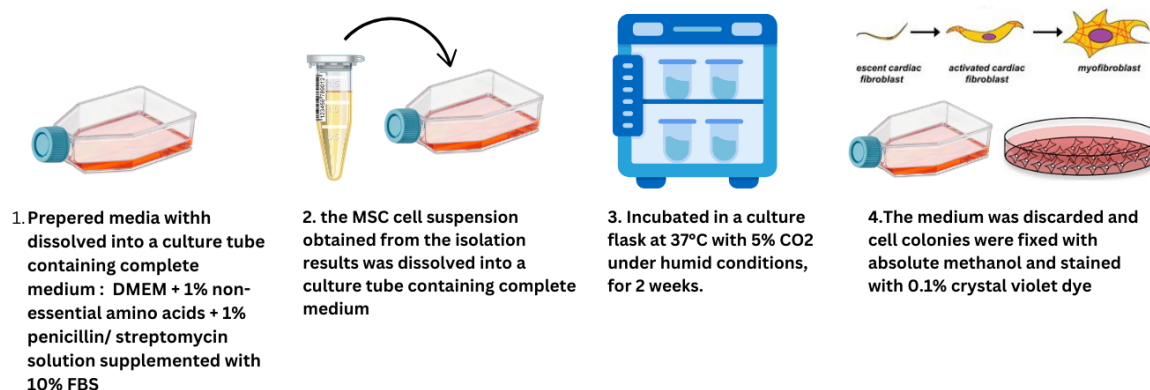 escent cardiac
fibroblast
activated cardiac
fibroblast
myofibroblast
1. Prepered media withh
dissolved into a culture tube
containing complete
medium : DMEM + 1% non-
essential amino acids + 1%
penicillin/ streptomycin
solution supplemented with
10% FBS
2. the MSC cell suspension
obtained from the isolation
results was dissolved into a
culture tube containing complete
medium
3. Incubated in a culture
flask at 37°C with 5% CO2
under humid conditions,
for 2 weeks.
4.The medium was discarded and
cell colonies were fixed with
absolute methanol and stained
with 0.1% crystal violet dye